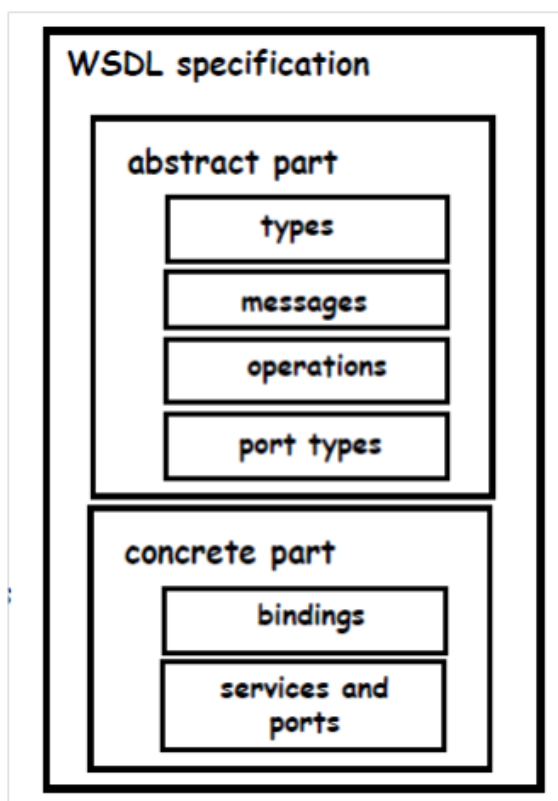 WSDL specification
abstract part
types
messages
operations
port types
concrete part
bindings
services and
ports